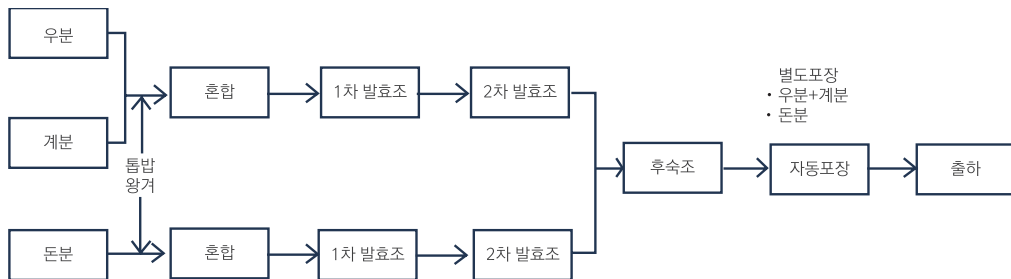 우분
혼합
1차 발효조
2차 발효조
계분
톱밥
왕겨
돈분
혼합
1차 발효조
2차 발효조
후숙조
별도포장
• 우분+계분
• 돈분
자동포장
출하